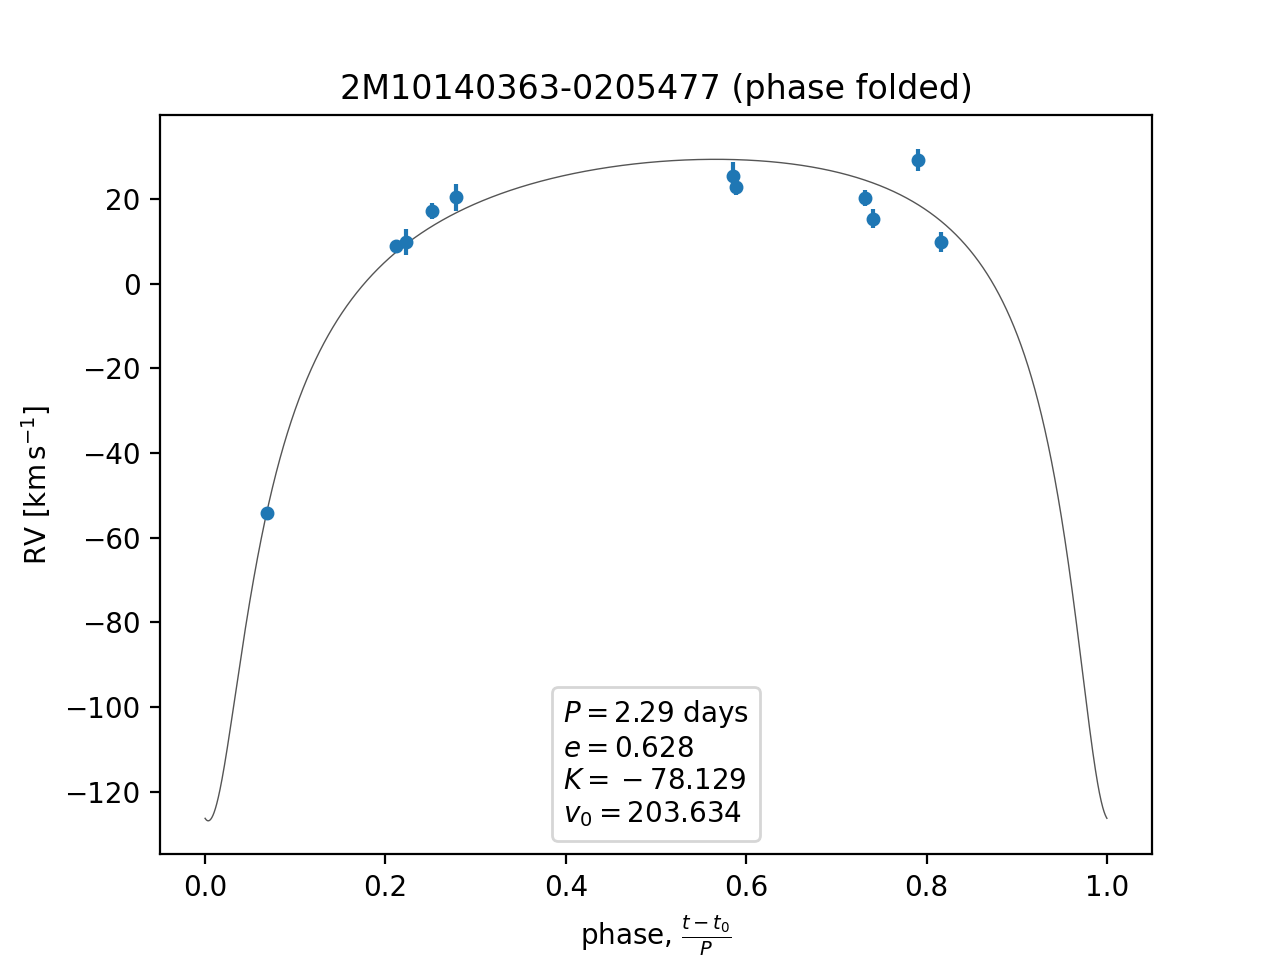 2M10140363-0205477 (phase folded)
RV [km s⁻¹]
20
0
−20
−40
−60
−80
−100
−120
P = 2.29 days
e = 0.628
K = −78.129
v₀ = 203.634
0.0 0.2 0.4 0.6 0.8 1.0
phase, (t − t₀)/P